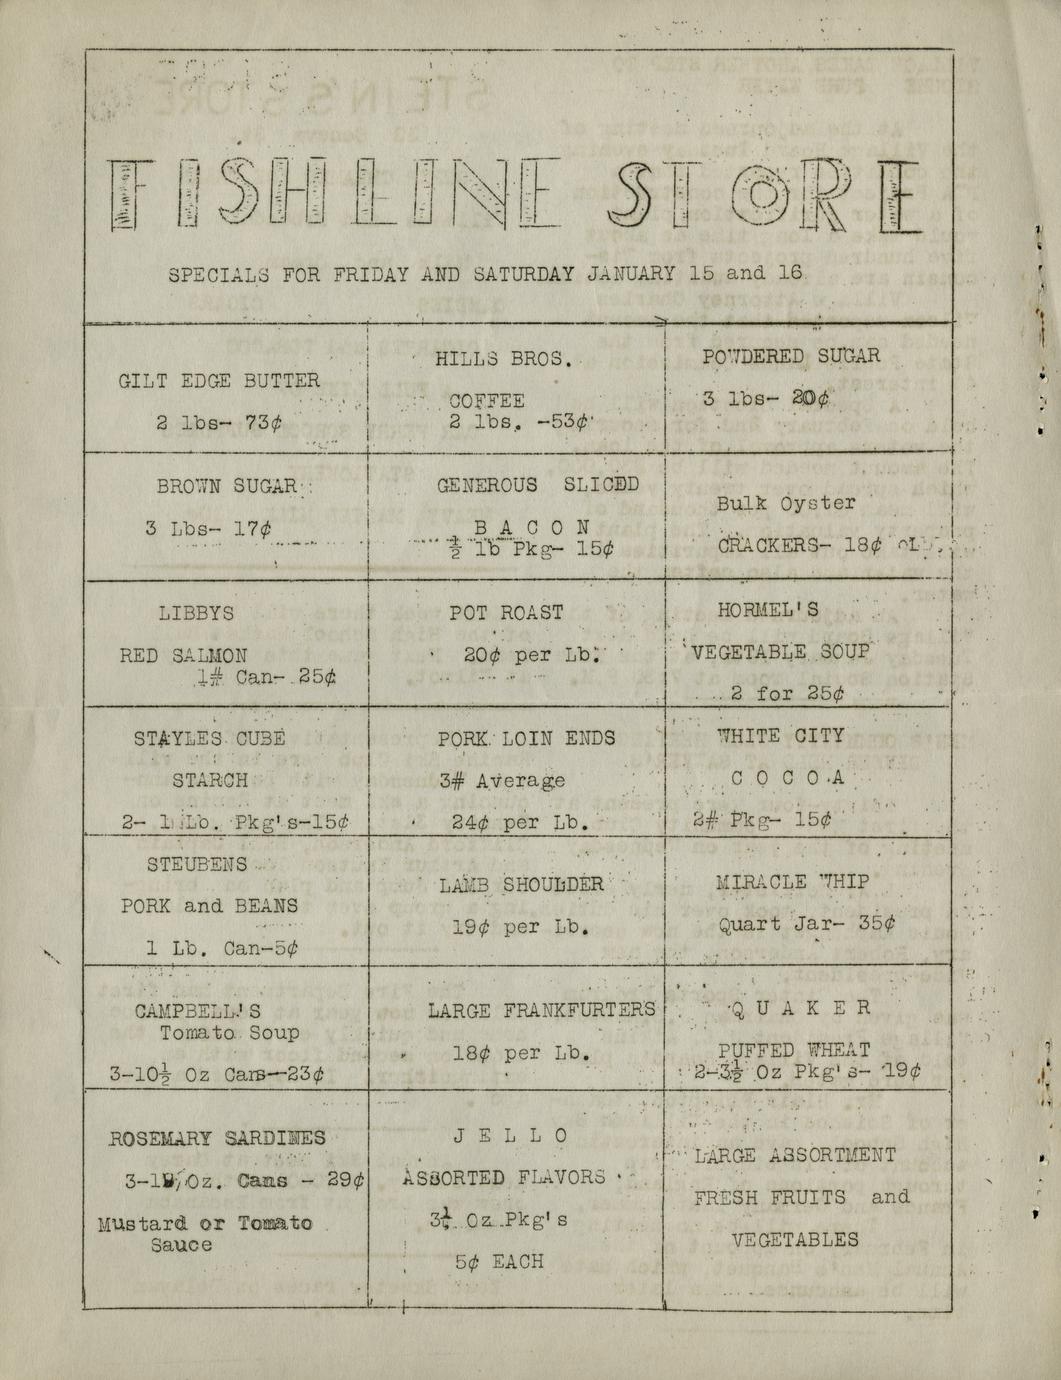 TISHLINE STORE
SPECIALS FOR FRIDAY AND SATURDAY JANUARY 15 and 16
GILT EDGE BUTTER
2 lbs- 73¢
HILLS BROS.
COFFEE
2 lbs. -53¢
POWDERED SUGAR
3 lbs- 20¢
BROWN SUGAR
3 Lbs- 17¢
GENEROUS SLICED
B A C O N
½ lb Pkg- 15¢
Bulk Oyster
CRACKERS- 18¢
LIBBYS
RED SALMON
1# Can- 25¢
POT ROAST
20¢ per Lb.
HORMEL'S
VEGETABLE SOUP
2 for 25¢
STAYLES CUBE
STARCH
2- 1 Lb. Pkg's-15¢
PORK LOIN ENDS
3# Average
24¢ per Lb.
WHITE CITY
C O C O A
2# Pkg- 15¢
STEUBENS
PORK and BEANS
1 Lb. Can-5¢
LAMB SHOULDER
19¢ per Lb.
MIRACLE WHIP
Quart Jar- 35¢
CAMPBELL'S
Tomato Soup
3-10½ Oz Cans-23¢
LARGE FRANKFURTERS
18¢ per Lb.
Q U A K E R
PUFFED WHEAT
2-3½ Oz Pkg's- 19¢
ROSEMARY SARDINES
Oz. Cans - 29¢
Mustard or Tomato
Sauce
J E L L O
ASSORTED FLAVORS
3¼ Oz Pkg's
5¢ EACH
LARGE ASSORTMENT
FRESH FRUITS and
VEGETABLES